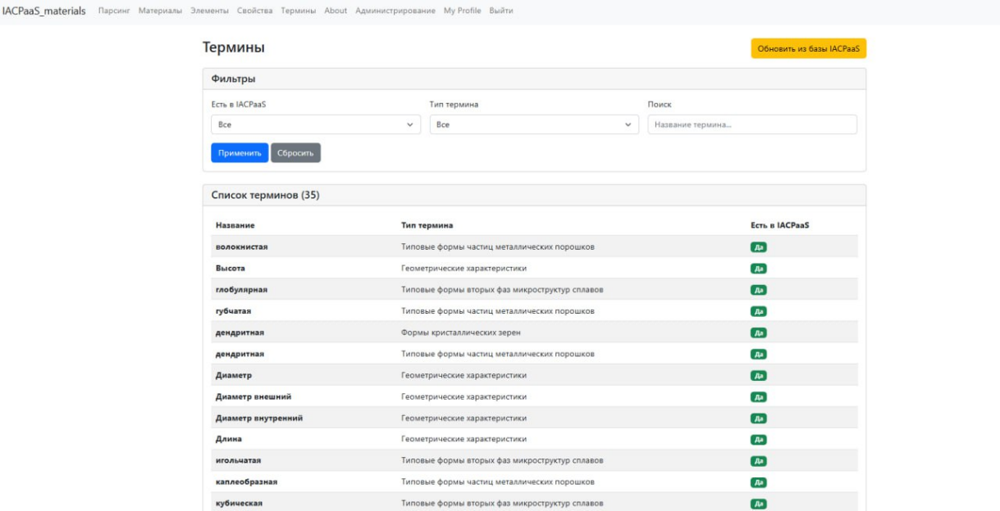 IACPaaS_materials Парсинг Материалы Элементы Свойства Термины About Администрирование My Profile Выйти
Термины Обновить из базы IACPaaS
Фильтры
Есть в IACPaaS Тип термина Поиск
Все Все Название термина...
Применить Сбросить
Список терминов (35)
Название Тип термина Есть в IACPaaS
волокнистая Типовые формы частиц металлических порошков Да
Высота Геометрические характеристики Да
глобулярная Типовые формы вторых фаз микроструктур сплавов Да
губчатая Типовые формы частиц металлических порошков Да
дендритная Формы кристаллических зерен Да
дендритная Типовые формы частиц металлических порошков Да
Диаметр Геометрические характеристики Да
Диаметр внешний Геометрические характеристики Да
Диаметр внутренний Геометрические характеристики Да
Длина Геометрические характеристики Да
игольчатая Типовые формы вторых фаз микроструктур сплавов Да
каплеобразная Типовые формы частиц металлических порошков Да
кубическая Типовые формы вторых фаз микроструктур сплавов Да